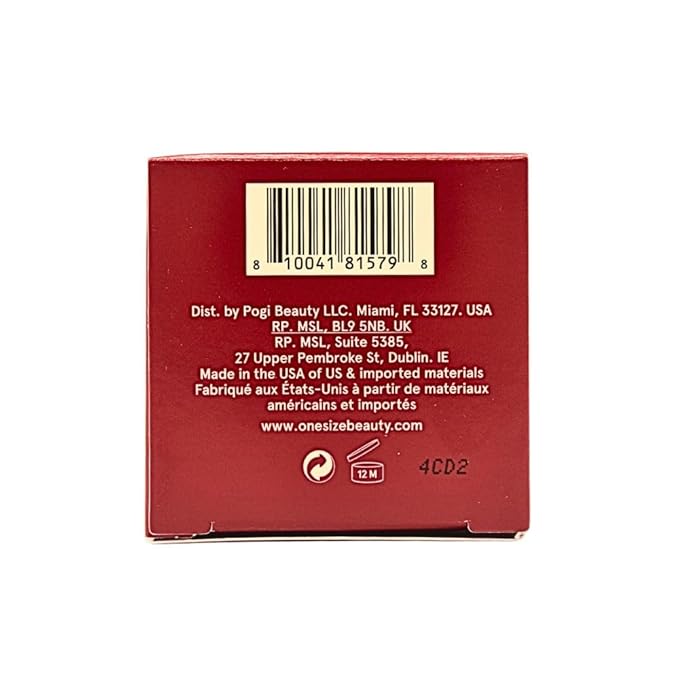 8 10041 81579 8
Dist. by Pogi Beauty LLC. Miami, FL 33127. USA
RP. MSL, BL9 5NB. UK
RP. MSL, Suite 5385,
27 Upper Pembroke St, Dublin. IE
Made in the USA of US & imported materials
Fabriqué aux États-Unis à partir de matériaux
américains et importés
www.onesizebeauty.com
12 M
4CD2